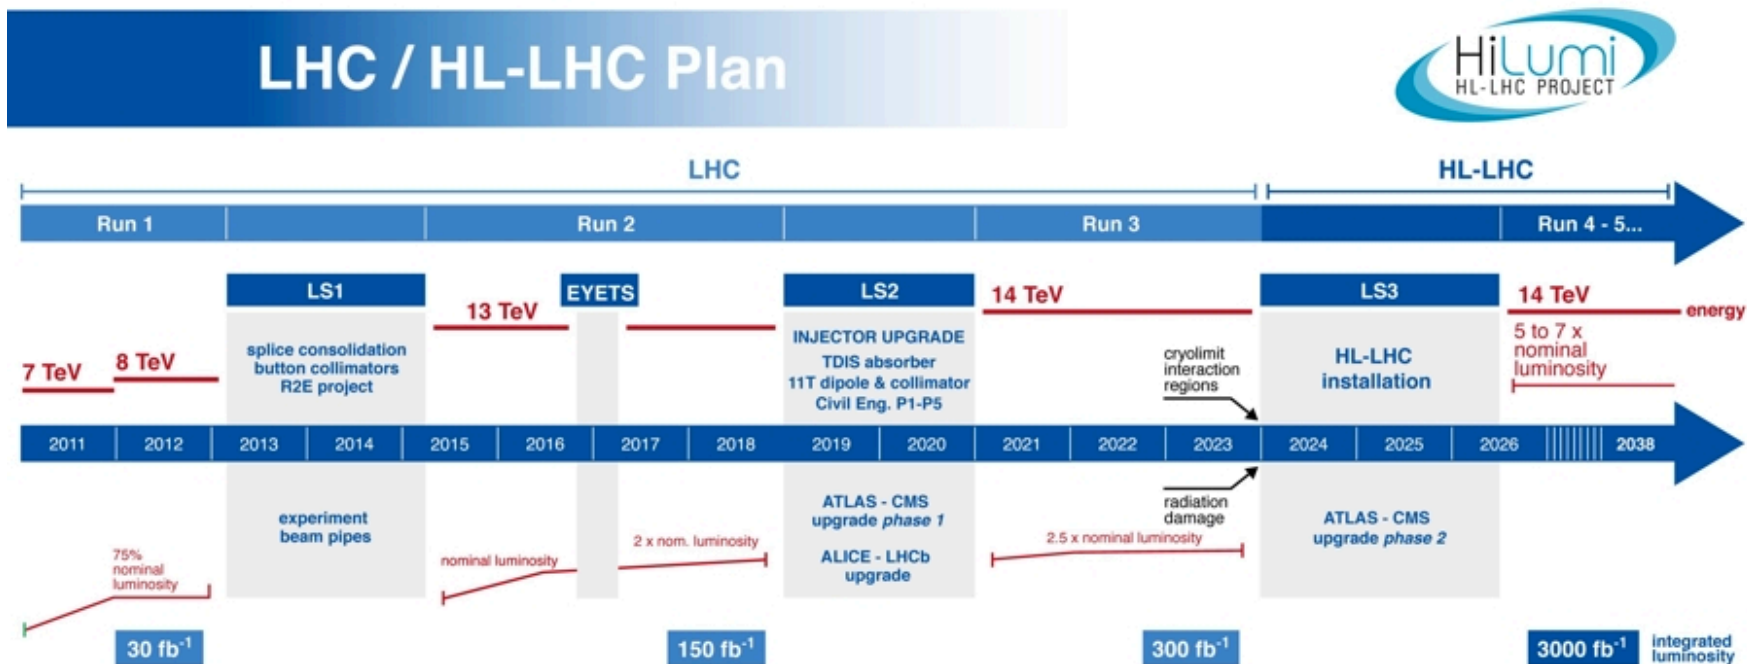 LHC / HL-LHC Plan
HiLumi
HL-LHC PROJECT
LHC
HL-LHC
Run 1
Run 2
Run 3
Run 4 - 5...
LS1
EYETS
LS2
LS3
7 TeV
8 TeV
13 TeV
14 TeV
14 TeV
energy
splice consolidation
button collimators
R2E project
INJECTOR UPGRADE
TDIS absorber
11T dipole & collimator
Civil Eng. P1-P5
cryolimit
interaction
regions
HL-LHC
installation
5 to 7 x
nominal
luminosity
2011
2012
2013
2014
2015
2016
2017
2018
2019
2020
2021
2022
2023
2024
2025
2026
2038
75%
nominal
luminosity
experiment
beam pipes
nominal luminosity
2 x nom. luminosity
ATLAS - CMS
upgrade phase 1
ALICE - LHCb
upgrade
2.5 x nominal luminosity
radiation
damage
ATLAS - CMS
upgrade phase 2
30 fb⁻¹
150 fb⁻¹
300 fb⁻¹
3000 fb⁻¹
integrated
luminosity